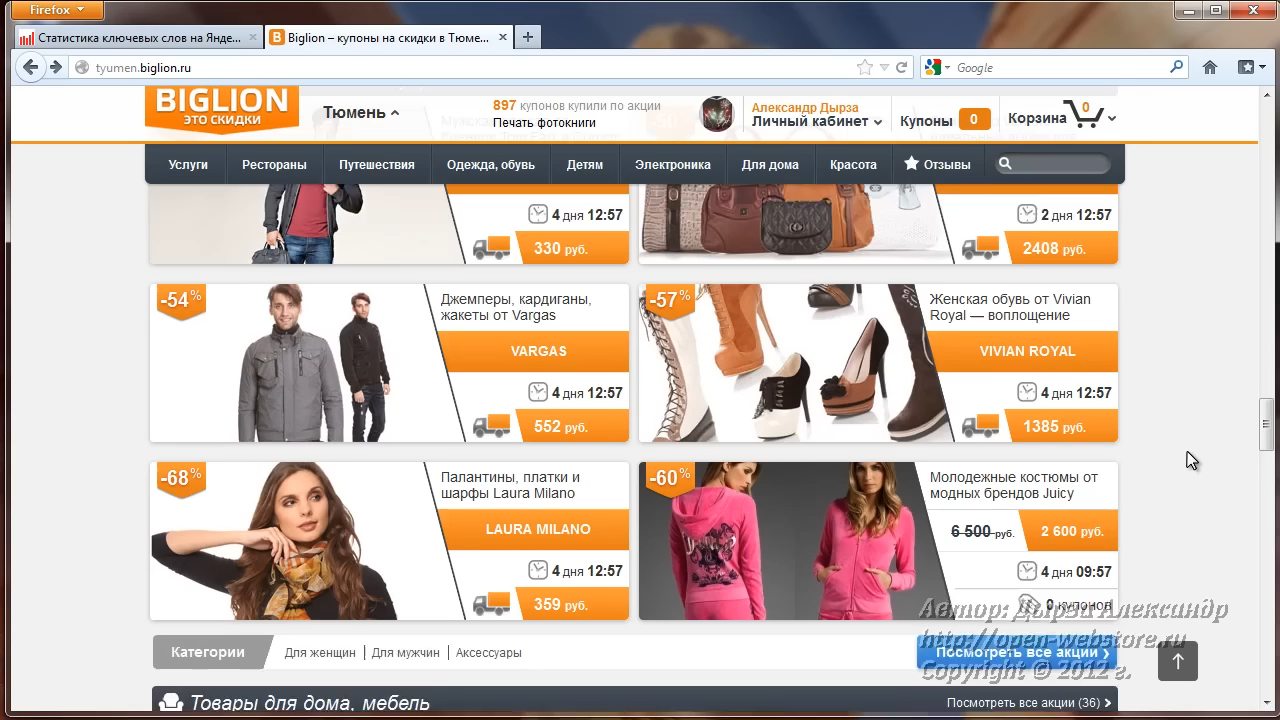 Firefox
Статистика ключевых слов на Янде...
Biglion – купоны на скидки в Тюме...
tyumen.biglion.ru
Google
BIGLION
ЭТО СКИДКИ
Тюмень
897 купонов купили по акции
Печать фотокниги
Александр Дырза
Личный кабинет
Купоны 0
Корзина 0
Услуги Рестораны Путешествия Одежда, обувь Детям Электроника Для дома Красота Отзывы
4 дня 12:57
330 руб.
2 дня 12:57
2408 руб.
-54%
Джемперы, кардиганы,
жакеты от Vargas
VARGAS
4 дня 12:57
552 руб.
-57%
Женская обувь от Vivian
Royal — воплощение
VIVIAN ROYAL
4 дня 12:57
1385 руб.
-68%
Палантины, платки и
шарфы Laura Milano
LAURA MILANO
4 дня 12:57
359 руб.
-60%
Молодежные костюмы от
модных брендов Juicy
6 500 руб. 2 600 руб.
4 дня 09:57
0 купонов
Автор: Дырза Александр
http://open-webstore.ru
Copyright © 2012 г.
Категории Для женщин Для мужчин Аксессуары
Посмотреть все акции
Товары для дома, мебель
Посмотреть все акции (36)